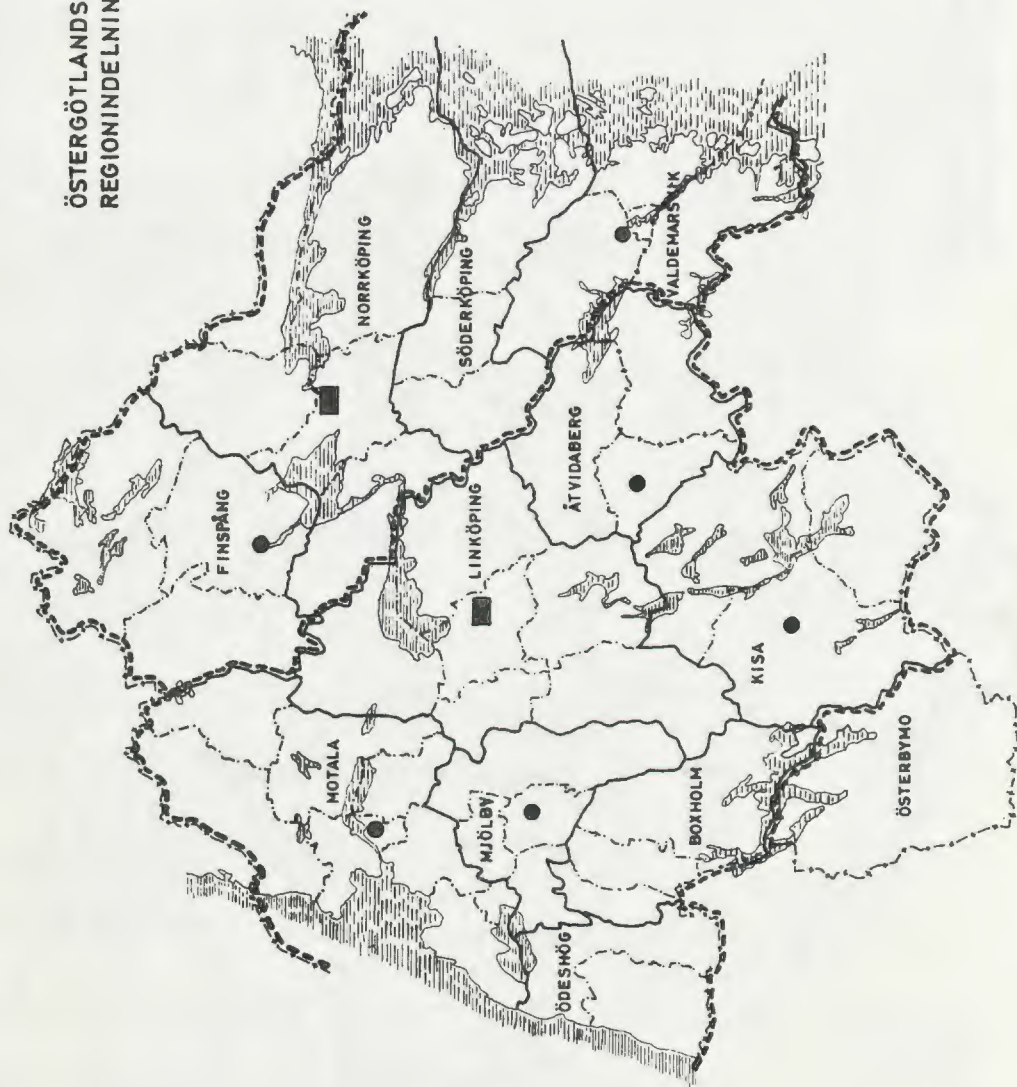 ÖSTERGÖTLANDS
REGIONINDELNIN
FINSPÅNG
NORRKÖPING
SÖDERKÖPING
VALDEMARSVIK
MOTALA
LINKÖPING
ÅTVIDABERG
MJÖLBY
ÖDESHÖG
BOXHOLM
KISA
ÖSTERBYMO